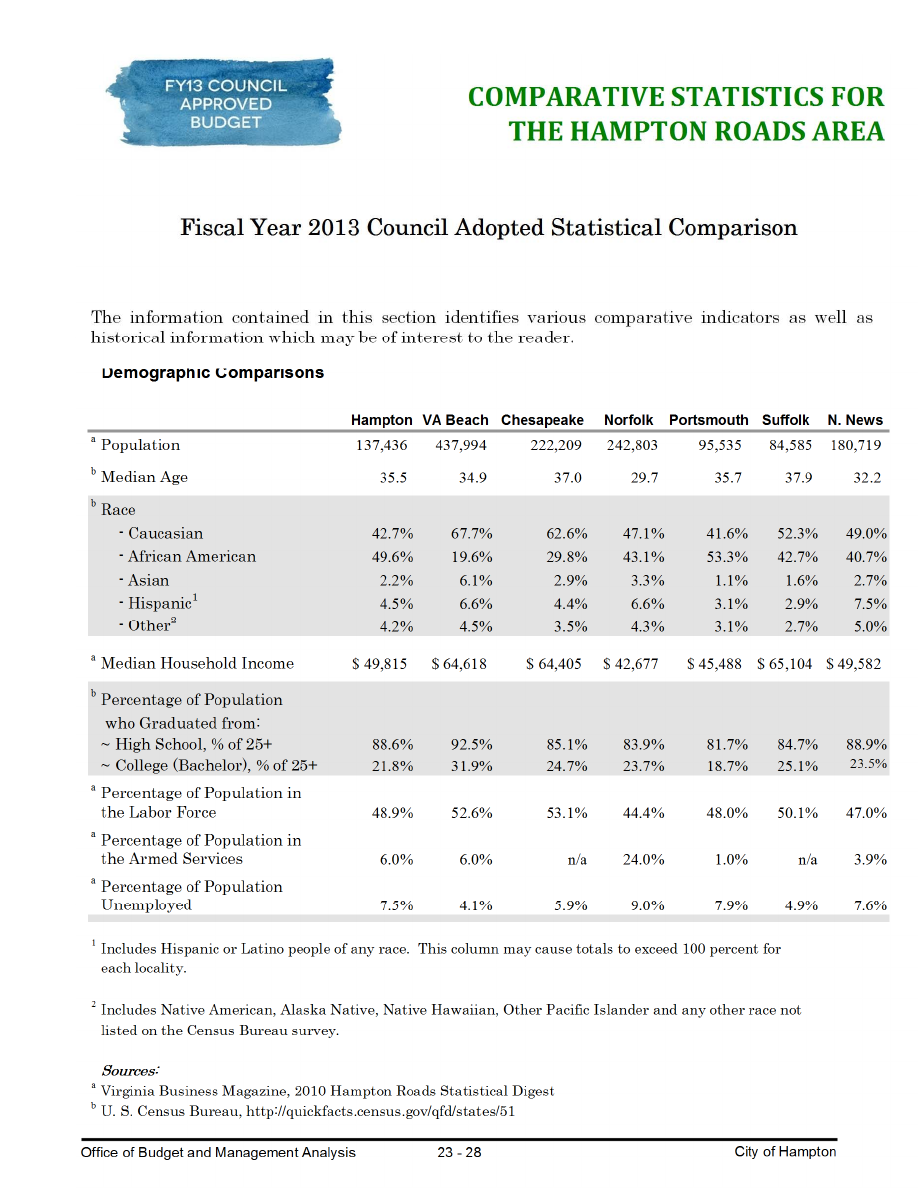 FY13 COUNCIL
APPROVED
BUDGET
COMPARATIVE STATISTICS FOR
THE HAMPTON ROADS AREA
Fiscal Year 2013 Council Adopted Statistical Comparison
The information contained in this section identifies various comparative indicators as well as
historical information which may be of interest to the reader.
Demographic Comparisons
Hampton VA Beach Chesapeake Norfolk Portsmouth Suffolk N. News
a Population 137,436 437,994 222,209 242,803 95,535 84,585 180,719
b Median Age 35.5 34.9 37.0 29.7 35.7 37.9 32.2
b Race
- Caucasian 42.7% 67.7% 62.6% 47.1% 41.6% 52.3% 49.0%
- African American 49.6% 19.6% 29.8% 43.1% 53.3% 42.7% 40.7%
- Asian 2.2% 6.1% 2.9% 3.3% 1.1% 1.6% 2.7%
- Hispanic1 4.5% 6.6% 4.4% 6.6% 3.1% 2.9% 7.5%
- Other2 4.2% 4.5% 3.5% 4.3% 3.1% 2.7% 5.0%
a Median Household Income $ 49,815 $ 64,618 $ 64,405 $ 42,677 $ 45,488 $ 65,104 $ 49,582
b Percentage of Population
who Graduated from:
~ High School, % of 25+ 88.6% 92.5% 85.1% 83.9% 81.7% 84.7% 88.9%
~ College (Bachelor), % of 25+ 21.8% 31.9% 24.7% 23.7% 18.7% 25.1% 23.5%
a Percentage of Population in
the Labor Force 48.9% 52.6% 53.1% 44.4% 48.0% 50.1% 47.0%
a Percentage of Population in
the Armed Services 6.0% 6.0% n/a 24.0% 1.0% n/a 3.9%
a Percentage of Population
Unemployed 7.5% 4.1% 5.9% 9.0% 7.9% 4.9% 7.6%
1 Includes Hispanic or Latino people of any race. This column may cause totals to exceed 100 percent for
each locality.
2 Includes Native American, Alaska Native, Native Hawaiian, Other Pacific Islander and any other race not
listed on the Census Bureau survey.
Sources:
a Virginia Business Magazine, 2010 Hampton Roads Statistical Digest
b U. S. Census Bureau, http://quickfacts.census.gov/qfd/states/51
Office of Budget and Management Analysis 23 - 28 City of Hampton